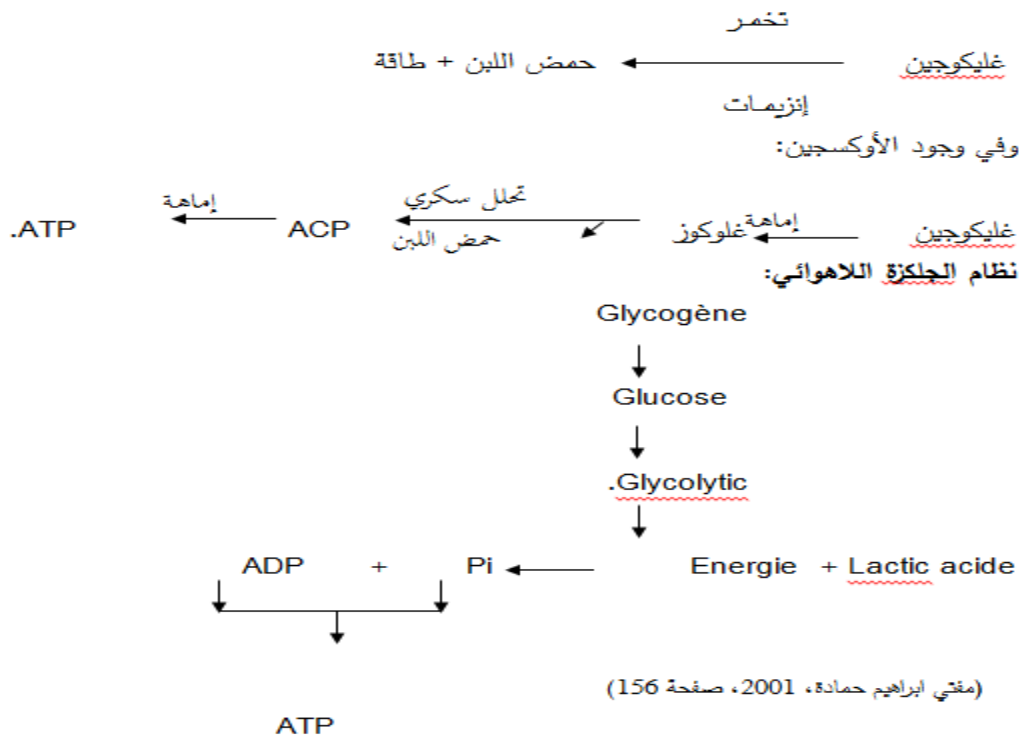 تخمر
غليكوجين حمض اللبن + طاقة
إنزيمات
وفي وجود الأوكسجين:
غليكوجين إماهة غلوكوز تحلل سكري حمض اللبن ACP إماهة ATP.
نظام الجلكزة اللاهوائي:
Glycogène
Glucose
Glycolytic.
ADP + Pi Energie + Lactic acide
(مفتي ابراهيم حمادة، 2001، صفحة 156)
ATP